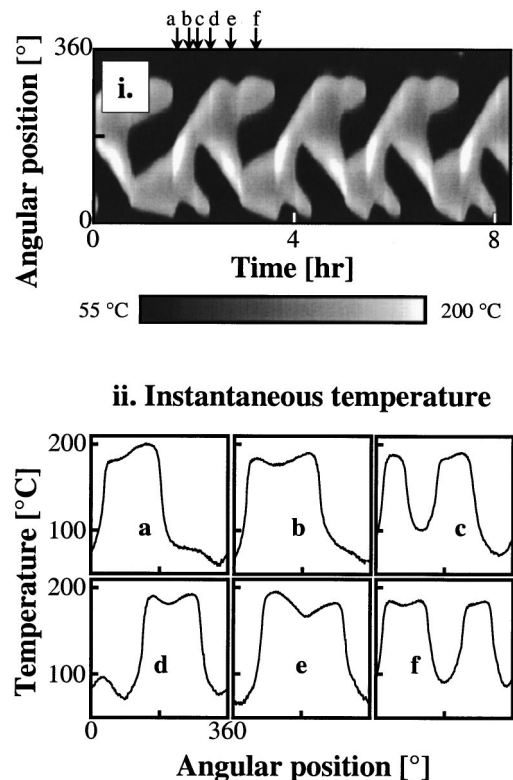 a b c d e f
360
i.
Angular position [°]
0
0 4 8
Time [hr]
55 °C 200 °C
ii. Instantaneous temperature
200
100
a b c
Temperature [°C]
200
100
d e f
0 360
Angular position [°]